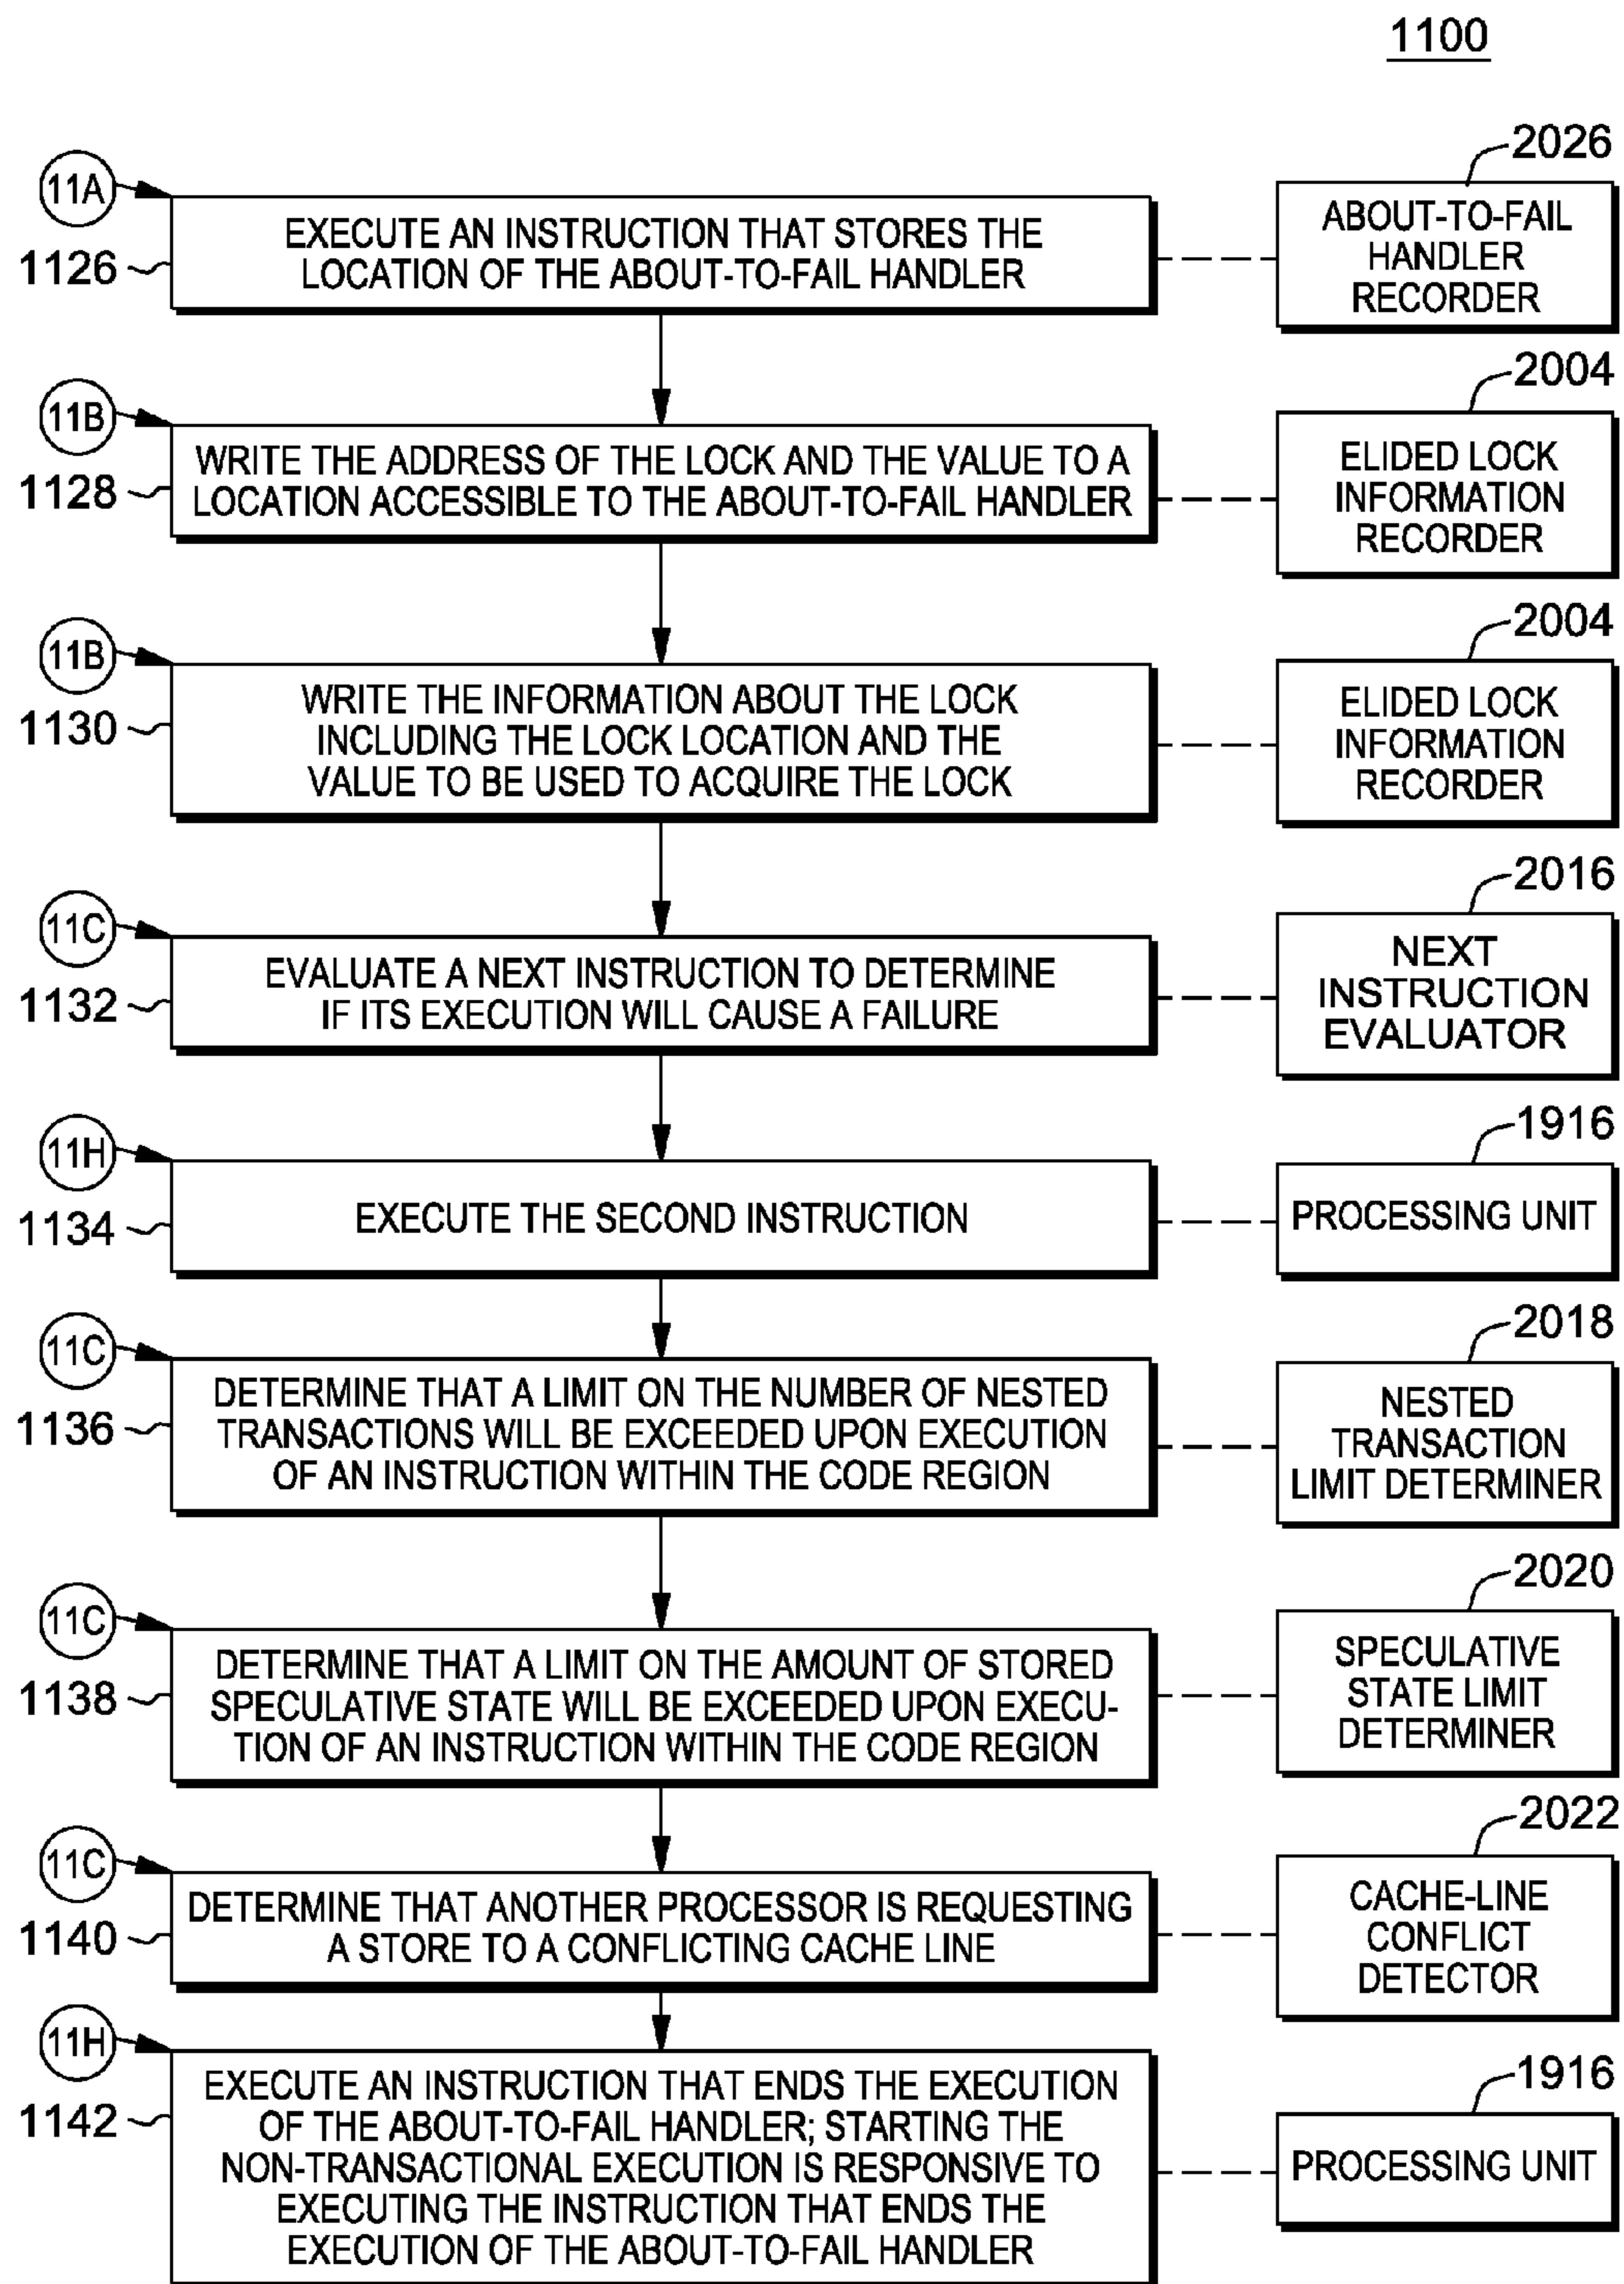 1100
11A
1126
EXECUTE AN INSTRUCTION THAT STORES THE
LOCATION OF THE ABOUT-TO-FAIL HANDLER
2026
ABOUT-TO-FAIL
HANDLER
RECORDER
11B
1128
WRITE THE ADDRESS OF THE LOCK AND THE VALUE TO A
LOCATION ACCESSIBLE TO THE ABOUT-TO-FAIL HANDLER
2004
ELIDED LOCK
INFORMATION
RECORDER
11B
1130
WRITE THE INFORMATION ABOUT THE LOCK
INCLUDING THE LOCK LOCATION AND THE
VALUE TO BE USED TO ACQUIRE THE LOCK
2004
ELIDED LOCK
INFORMATION
RECORDER
11C
1132
EVALUATE A NEXT INSTRUCTION TO DETERMINE
IF ITS EXECUTION WILL CAUSE A FAILURE
2016
NEXT
INSTRUCTION
EVALUATOR
11H
1134
EXECUTE THE SECOND INSTRUCTION
1916
PROCESSING UNIT
11C
1136
DETERMINE THAT A LIMIT ON THE NUMBER OF NESTED
TRANSACTIONS WILL BE EXCEEDED UPON EXECUTION
OF AN INSTRUCTION WITHIN THE CODE REGION
2018
NESTED
TRANSACTION
LIMIT DETERMINER
11C
1138
DETERMINE THAT A LIMIT ON THE AMOUNT OF STORED
SPECULATIVE STATE WILL BE EXCEEDED UPON EXECU-
TION OF AN INSTRUCTION WITHIN THE CODE REGION
2020
SPECULATIVE
STATE LIMIT
DETERMINER
11C
1140
DETERMINE THAT ANOTHER PROCESSOR IS REQUESTING
A STORE TO A CONFLICTING CACHE LINE
2022
CACHE-LINE
CONFLICT
DETECTOR
11H
1142
EXECUTE AN INSTRUCTION THAT ENDS THE EXECUTION
OF THE ABOUT-TO-FAIL HANDLER; STARTING THE
NON-TRANSACTIONAL EXECUTION IS RESPONSIVE TO
EXECUTING THE INSTRUCTION THAT ENDS THE
EXECUTION OF THE ABOUT-TO-FAIL HANDLER
1916
PROCESSING UNIT